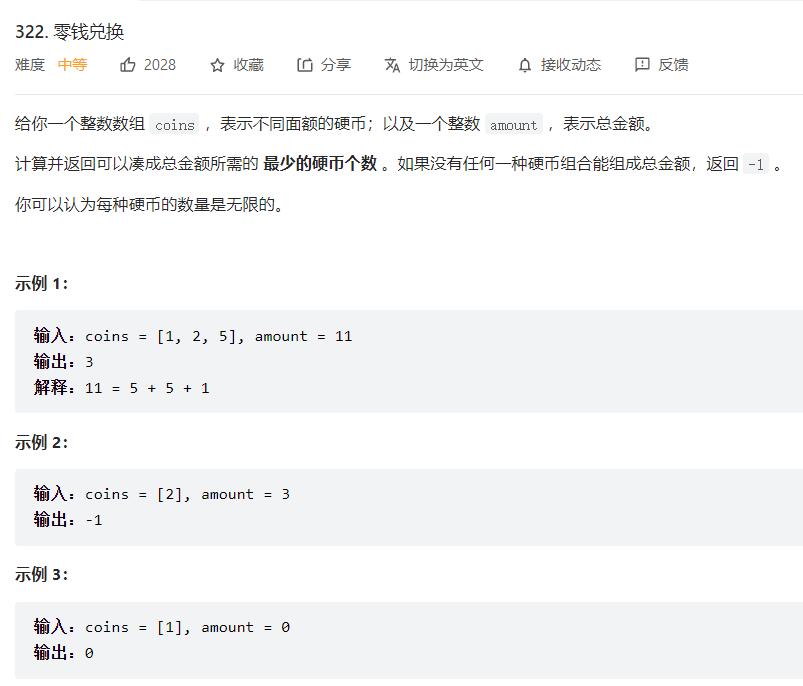 322. 零钱兑换
难度 中等 2028 收藏 分享 切换为英文 接收动态 反馈
给你一个整数数组 coins ，表示不同面额的硬币；以及一个整数 amount ，表示总金额。
计算并返回可以凑成总金额所需的 最少的硬币个数 。如果没有任何一种硬币组合能组成总金额，返回 -1 。
你可以认为每种硬币的数量是无限的。
示例 1：
输入：coins = [1, 2, 5], amount = 11
输出：3
解释：11 = 5 + 5 + 1
示例 2：
输入：coins = [2], amount = 3
输出：-1
示例 3：
输入：coins = [1], amount = 0
输出：0